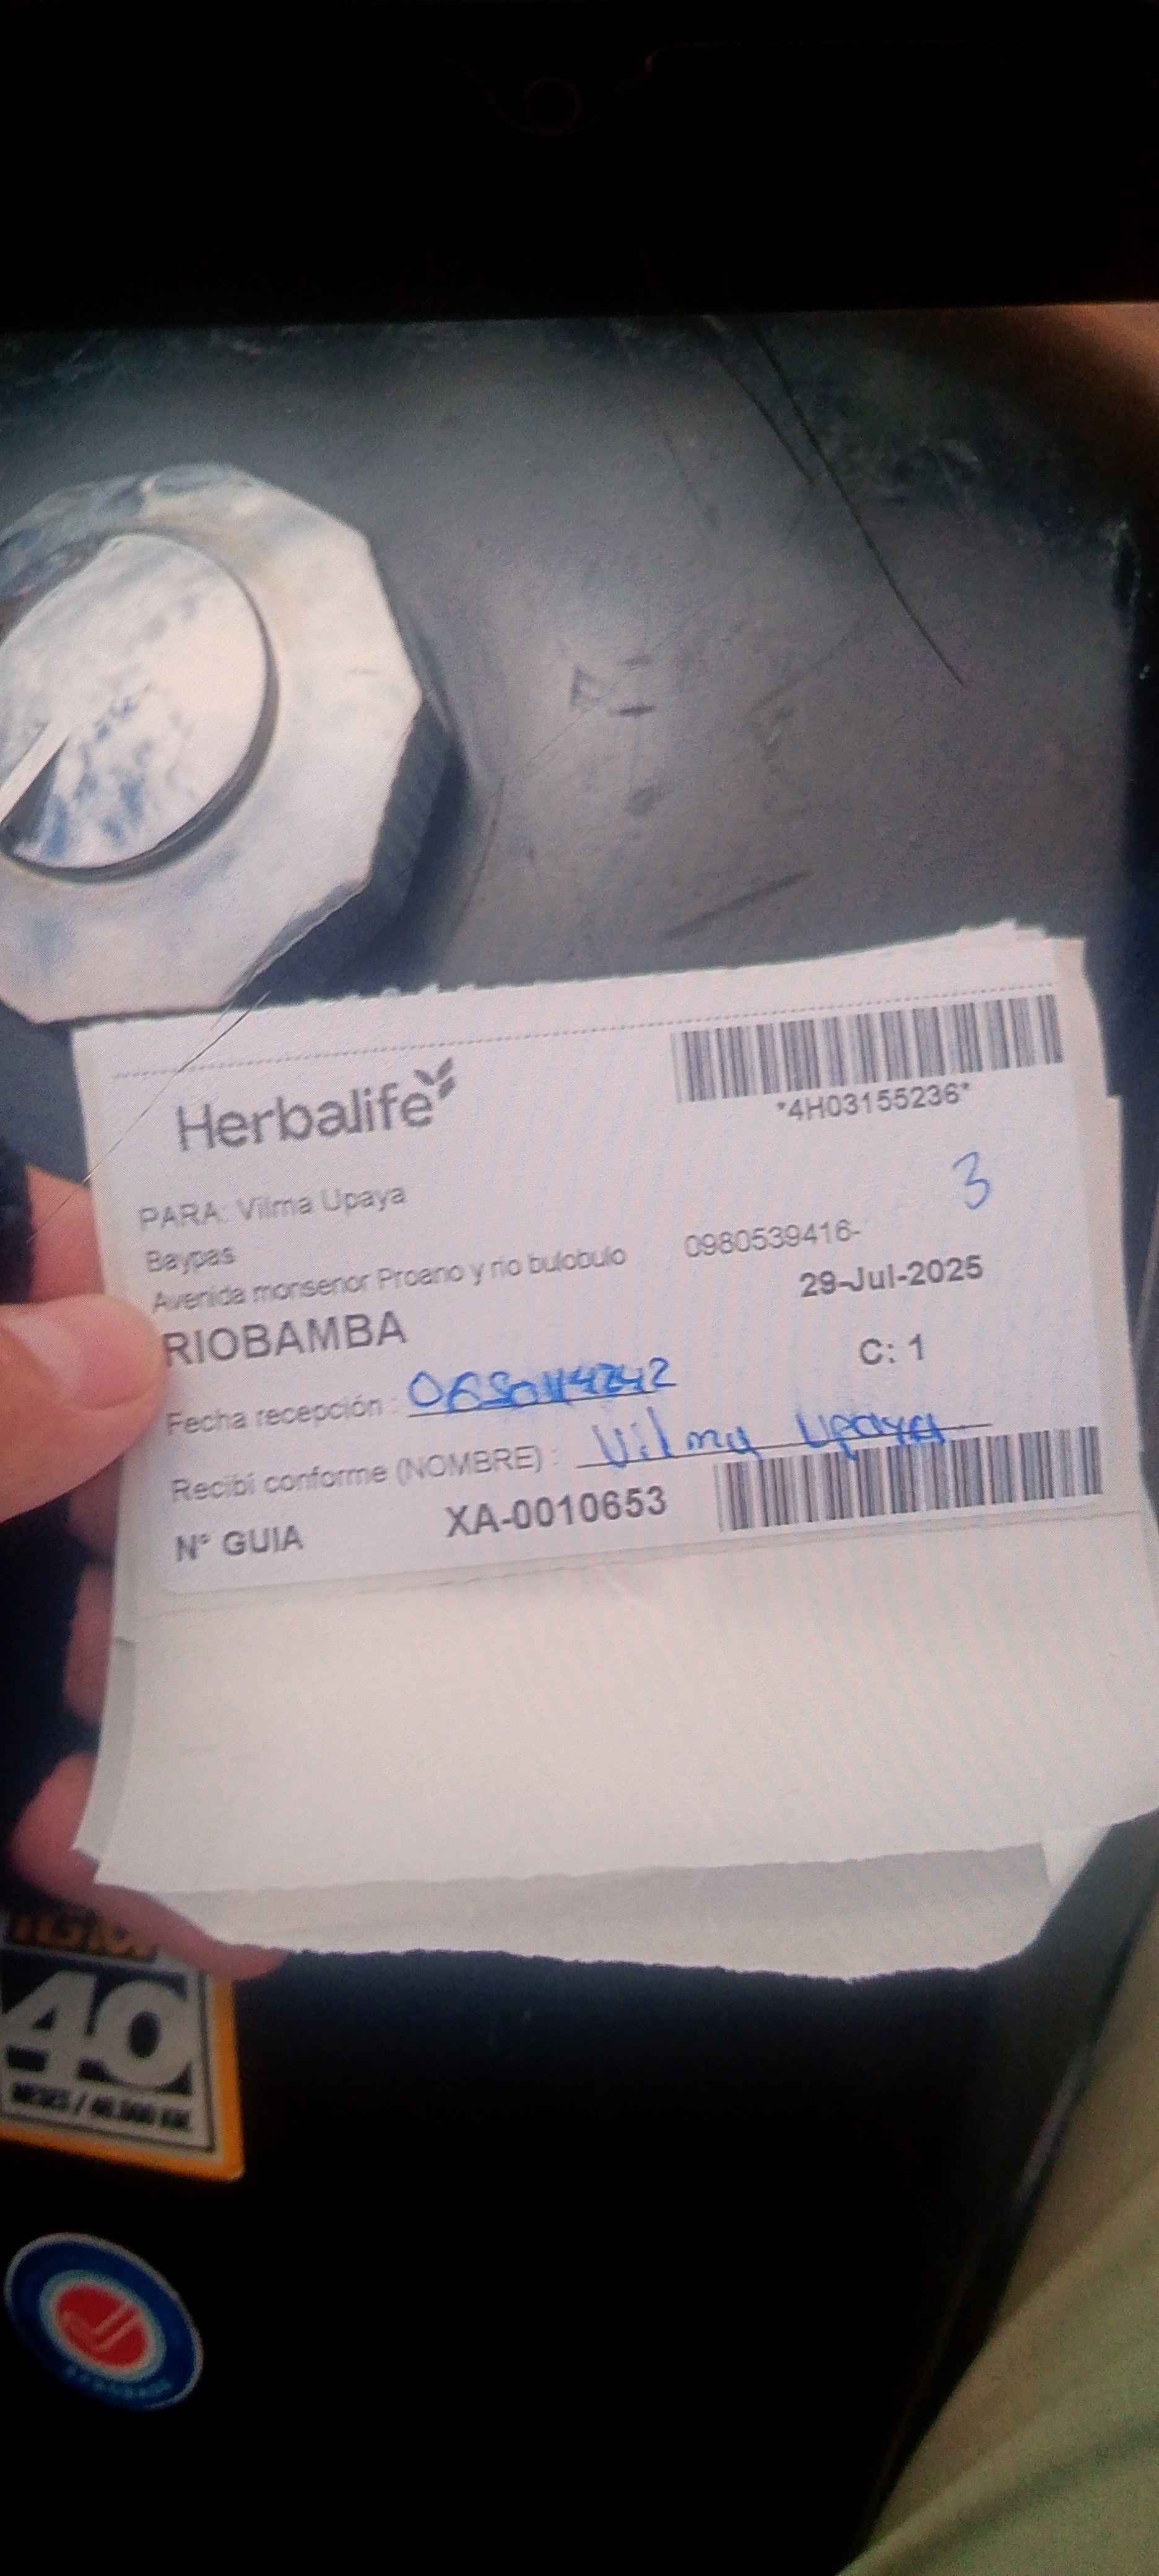 Herbalife
*4H03155236*
3
PARA: Vilma Upaya
Baypas
Avenida monsenor Proano y rio bulobulo 0980539416-
RIOBAMBA
29-Jul-2025
C: 1
Fecha recepción :
Recibí conforme (NOMBRE) : Vilma Upaya
N° GUIA XA-0010653
40